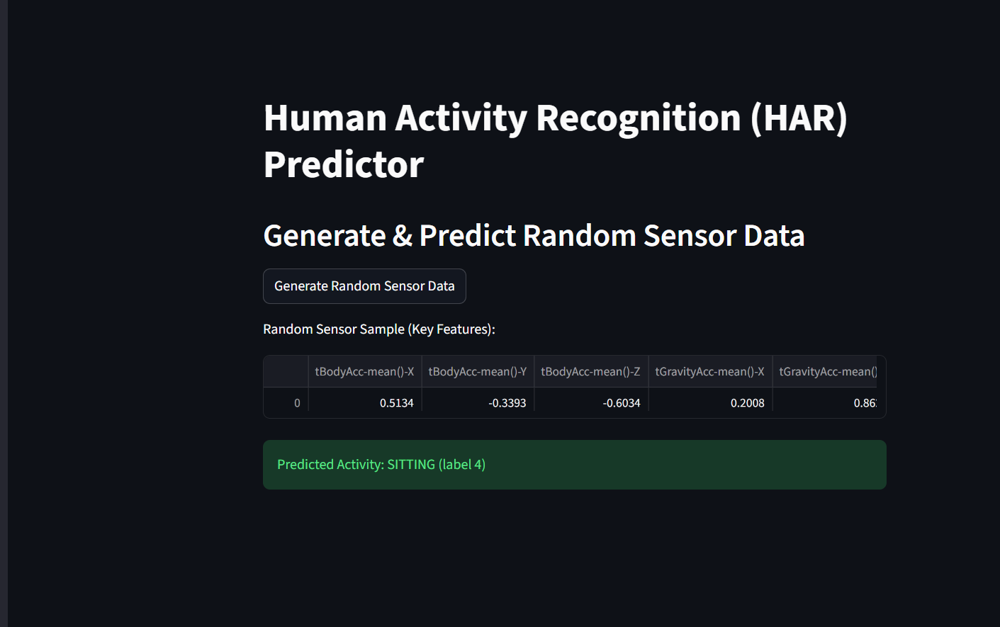 Human Activity Recognition (HAR)
Predictor
Generate & Predict Random Sensor Data
Generate Random Sensor Data
Random Sensor Sample (Key Features):
tBodyAcc-mean()-X tBodyAcc-mean()-Y tBodyAcc-mean()-Z tGravityAcc-mean()-X tGravityAcc-mean()
0 0.5134 -0.3393 -0.6034 0.2008
Predicted Activity: SITTING (label 4)